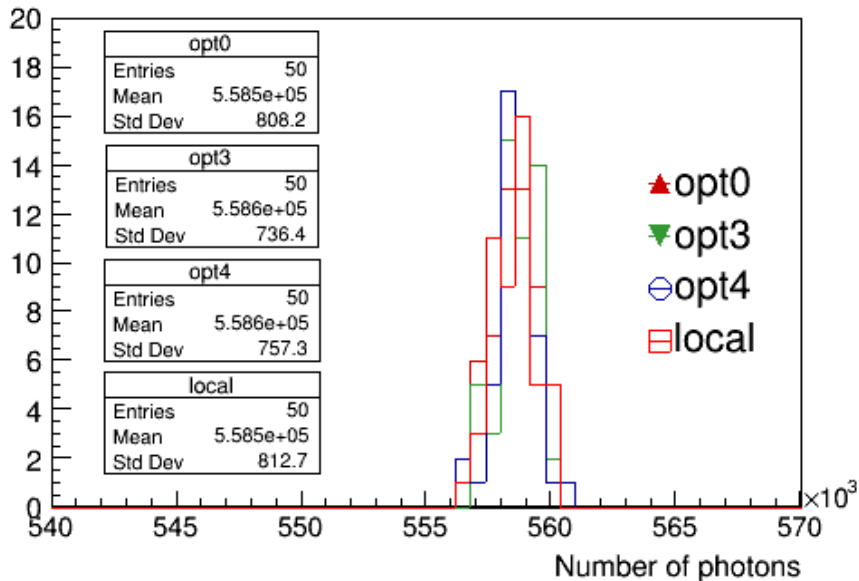 20
18
16
14
12
10
8
6
4
2
0
opt0
Entries 50
Mean 5.585e+05
Std Dev 808.2
opt3
Entries 50
Mean 5.586e+05
Std Dev 736.4
opt4
Entries 50
Mean 5.586e+05
Std Dev 757.3
local
Entries 50
Mean 5.585e+05
Std Dev 812.7
opt0
opt3
opt4
local
540 545 550 555 560 565 570
×10³
Number of photons